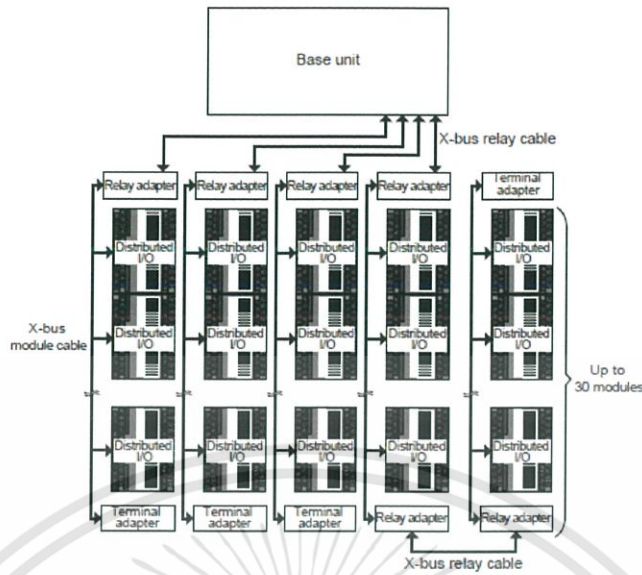 Base unit
X-bus relay cable
Relay adapter
Relay adapter
Relay adapter
Relay adapter
Terminal
adapter
Distributed
I/O
Distributed
I/O
Distributed
I/O
Distributed
I/O
Distributed
I/O
X-bus
module cable
Distributed
I/O
Distributed
I/O
Distributed
I/O
Distributed
I/O
Distributed
I/O
Up to
30 modules
Distributed
I/O
Distributed
I/O
Distributed
I/O
Distributed
I/O
Distributed
I/O
Terminal
adapter
Terminal
adapter
Terminal
adapter
Relay adapter
Relay adapter
X-bus relay cable